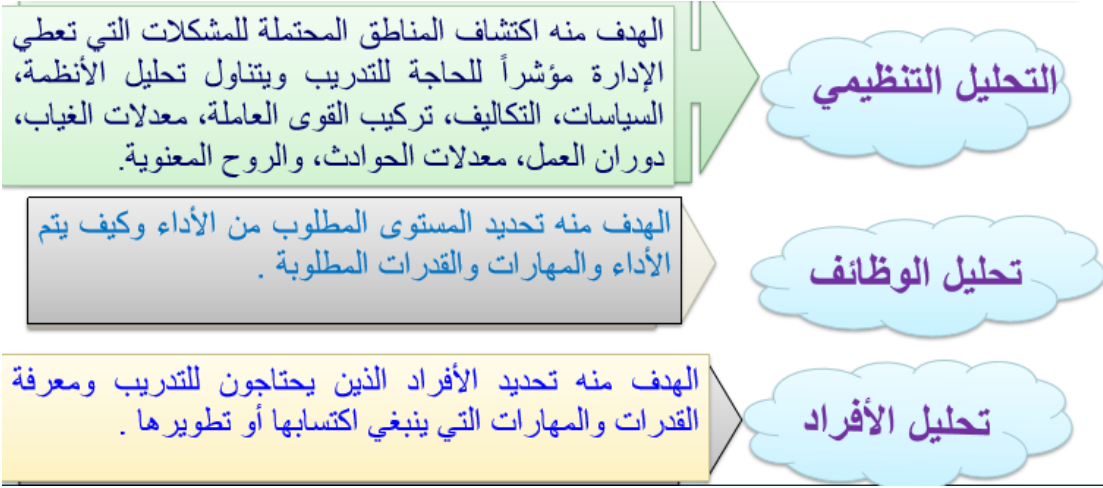 التحليل التنظيمي
الهدف منه اكتشاف المناطق المحتملة للمشكلات التي تعطي
الإدارة مؤشراً للحاجة للتدريب ويتناول تحليل الأنظمة،
السياسات، التكاليف، تركيب القوى العاملة، معدلات الغياب،
دوران العمل، معدلات الحوادث، والروح المعنوية.
تحليل الوظائف
الهدف منه تحديد المستوى المطلوب من الأداء وكيف يتم
الأداء والمهارات والقدرات المطلوبة .
تحليل الأفراد
الهدف منه تحديد الأفراد الذين يحتاجون للتدريب ومعرفة
القدرات والمهارات التي ينبغي اكتسابها أو تطويرها .